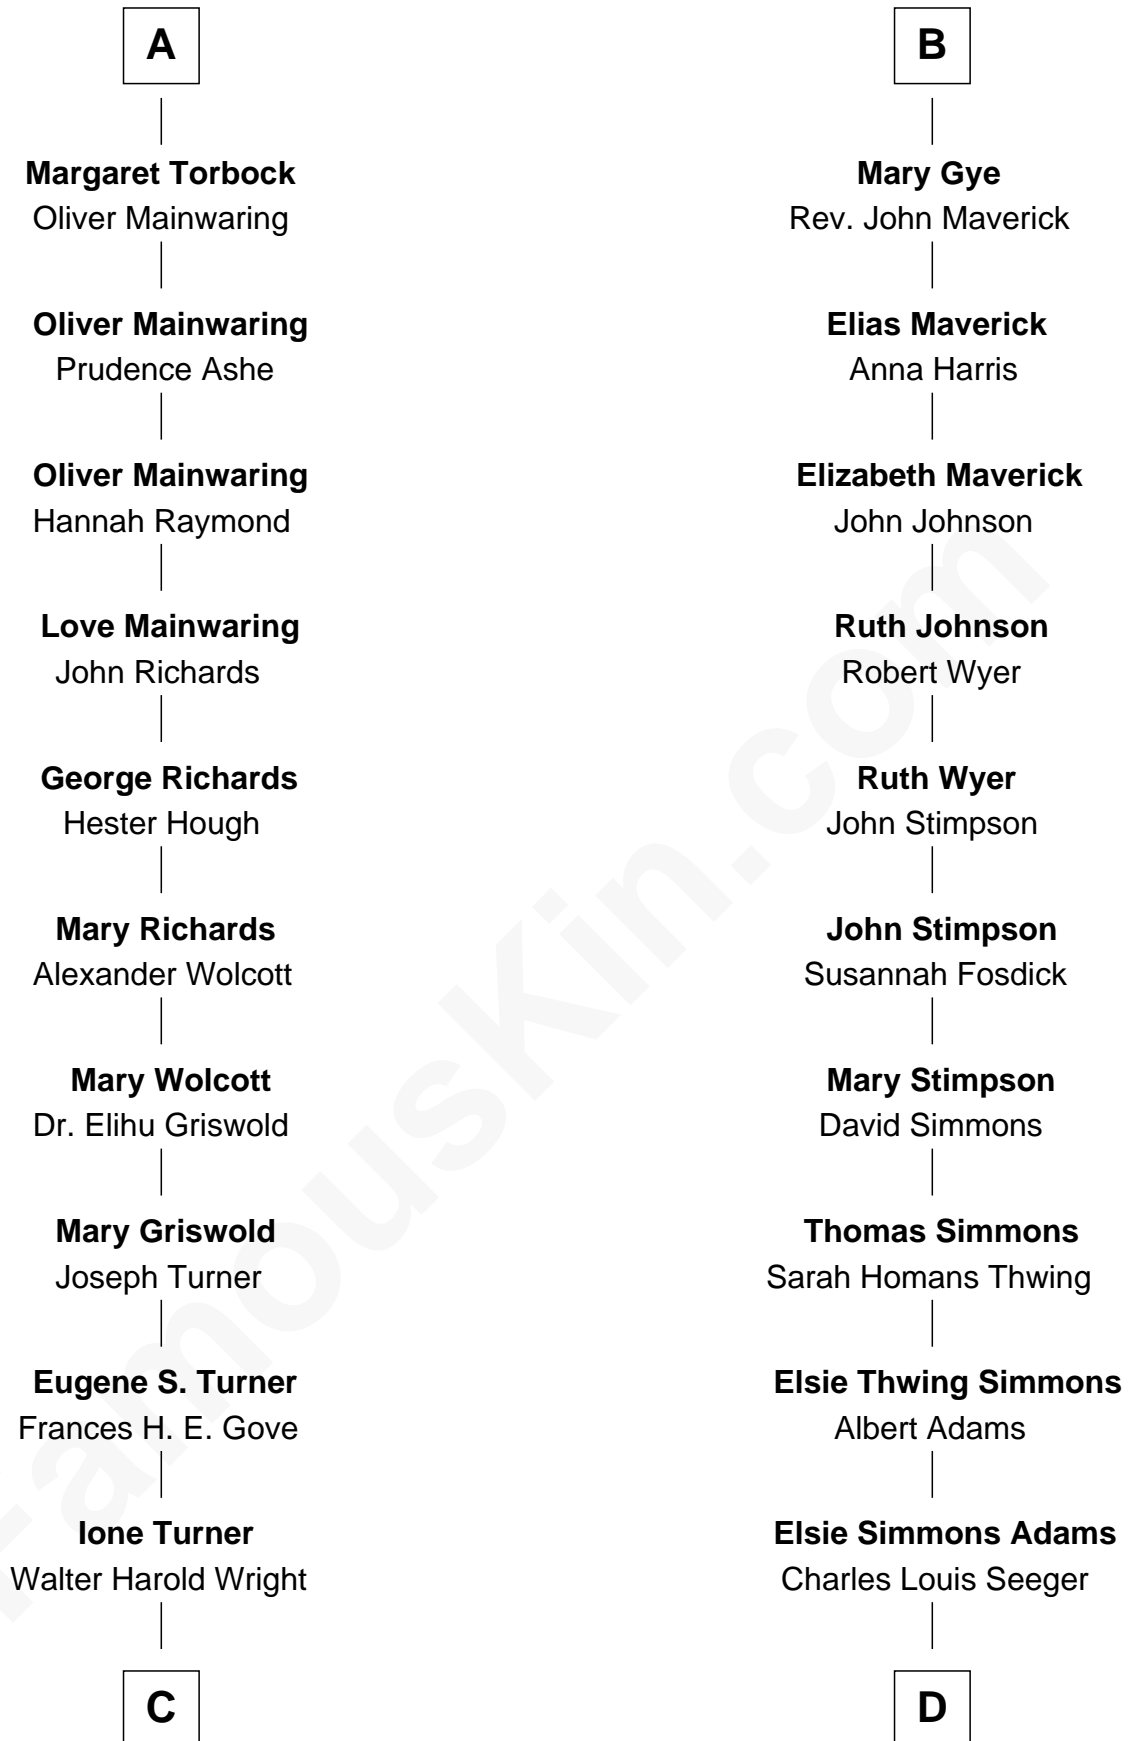 A
Margaret Torbock
Oliver Mainwaring
Oliver Mainwaring
Prudence Ashe
Oliver Mainwaring
Hannah Raymond
Love Mainwaring
John Richards
George Richards
Hester Hough
Mary Richards
Alexander Wolcott
Mary Wolcott
Dr. Elihu Griswold
Mary Griswold
Joseph Turner
Eugene S. Turner
Frances H. E. Gove
Ione Turner
Walter Harold Wright
C
B
Mary Gye
Rev. John Maverick
Elias Maverick
Anna Harris
Elizabeth Maverick
John Johnson
Ruth Johnson
Robert Wyer
Ruth Wyer
John Stimpson
John Stimpson
Susannah Fosdick
Mary Stimpson
David Simmons
Thomas Simmons
Sarah Homans Thwing
Elsie Thwing Simmons
Albert Adams
Elsie Simmons Adams
Charles Louis Seeger
D
FamousKin.com